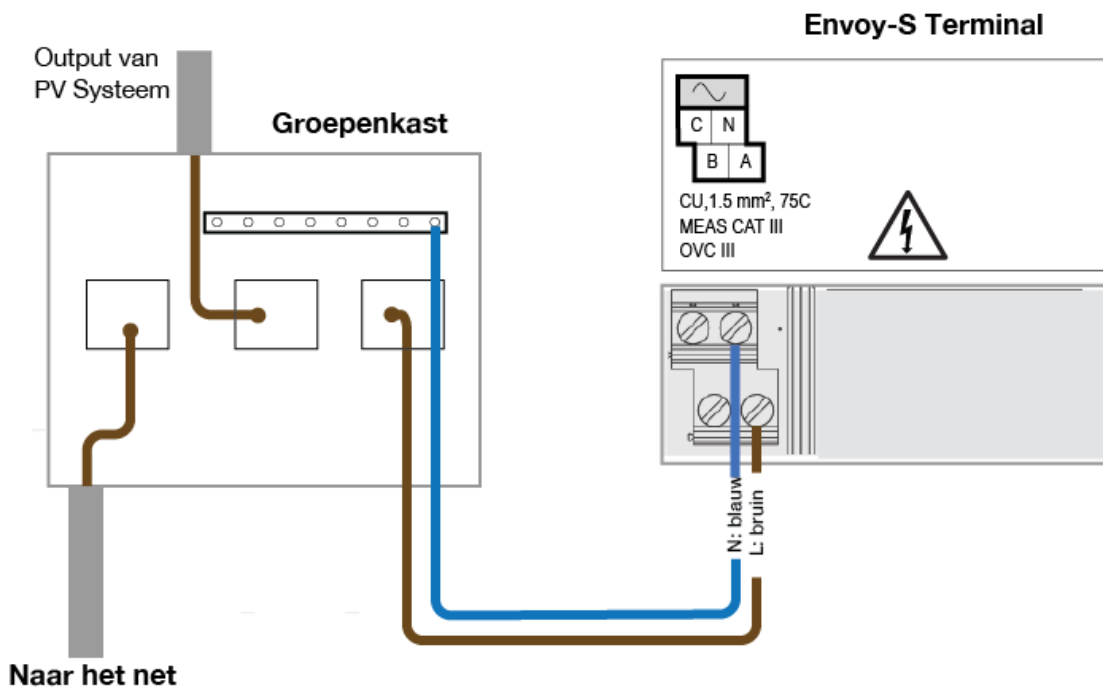 Envoy-S Terminal
Output van
PV Systeem
Groepenkast
C N
B A
CU,1.5 mm², 75C
MEAS CAT III
OVC III
N: blauw
L: bruin
Naar het net